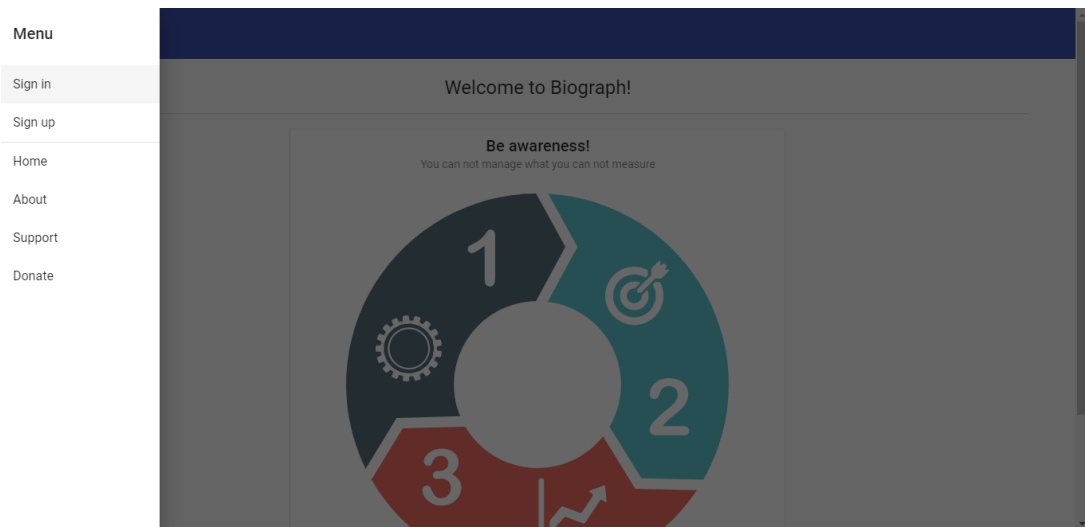 Menu
Sign in
Sign up
Home
About
Support
Donate
Welcome to Biograph!
Be awareness!
You can not manage what you can not measure
1
2
3